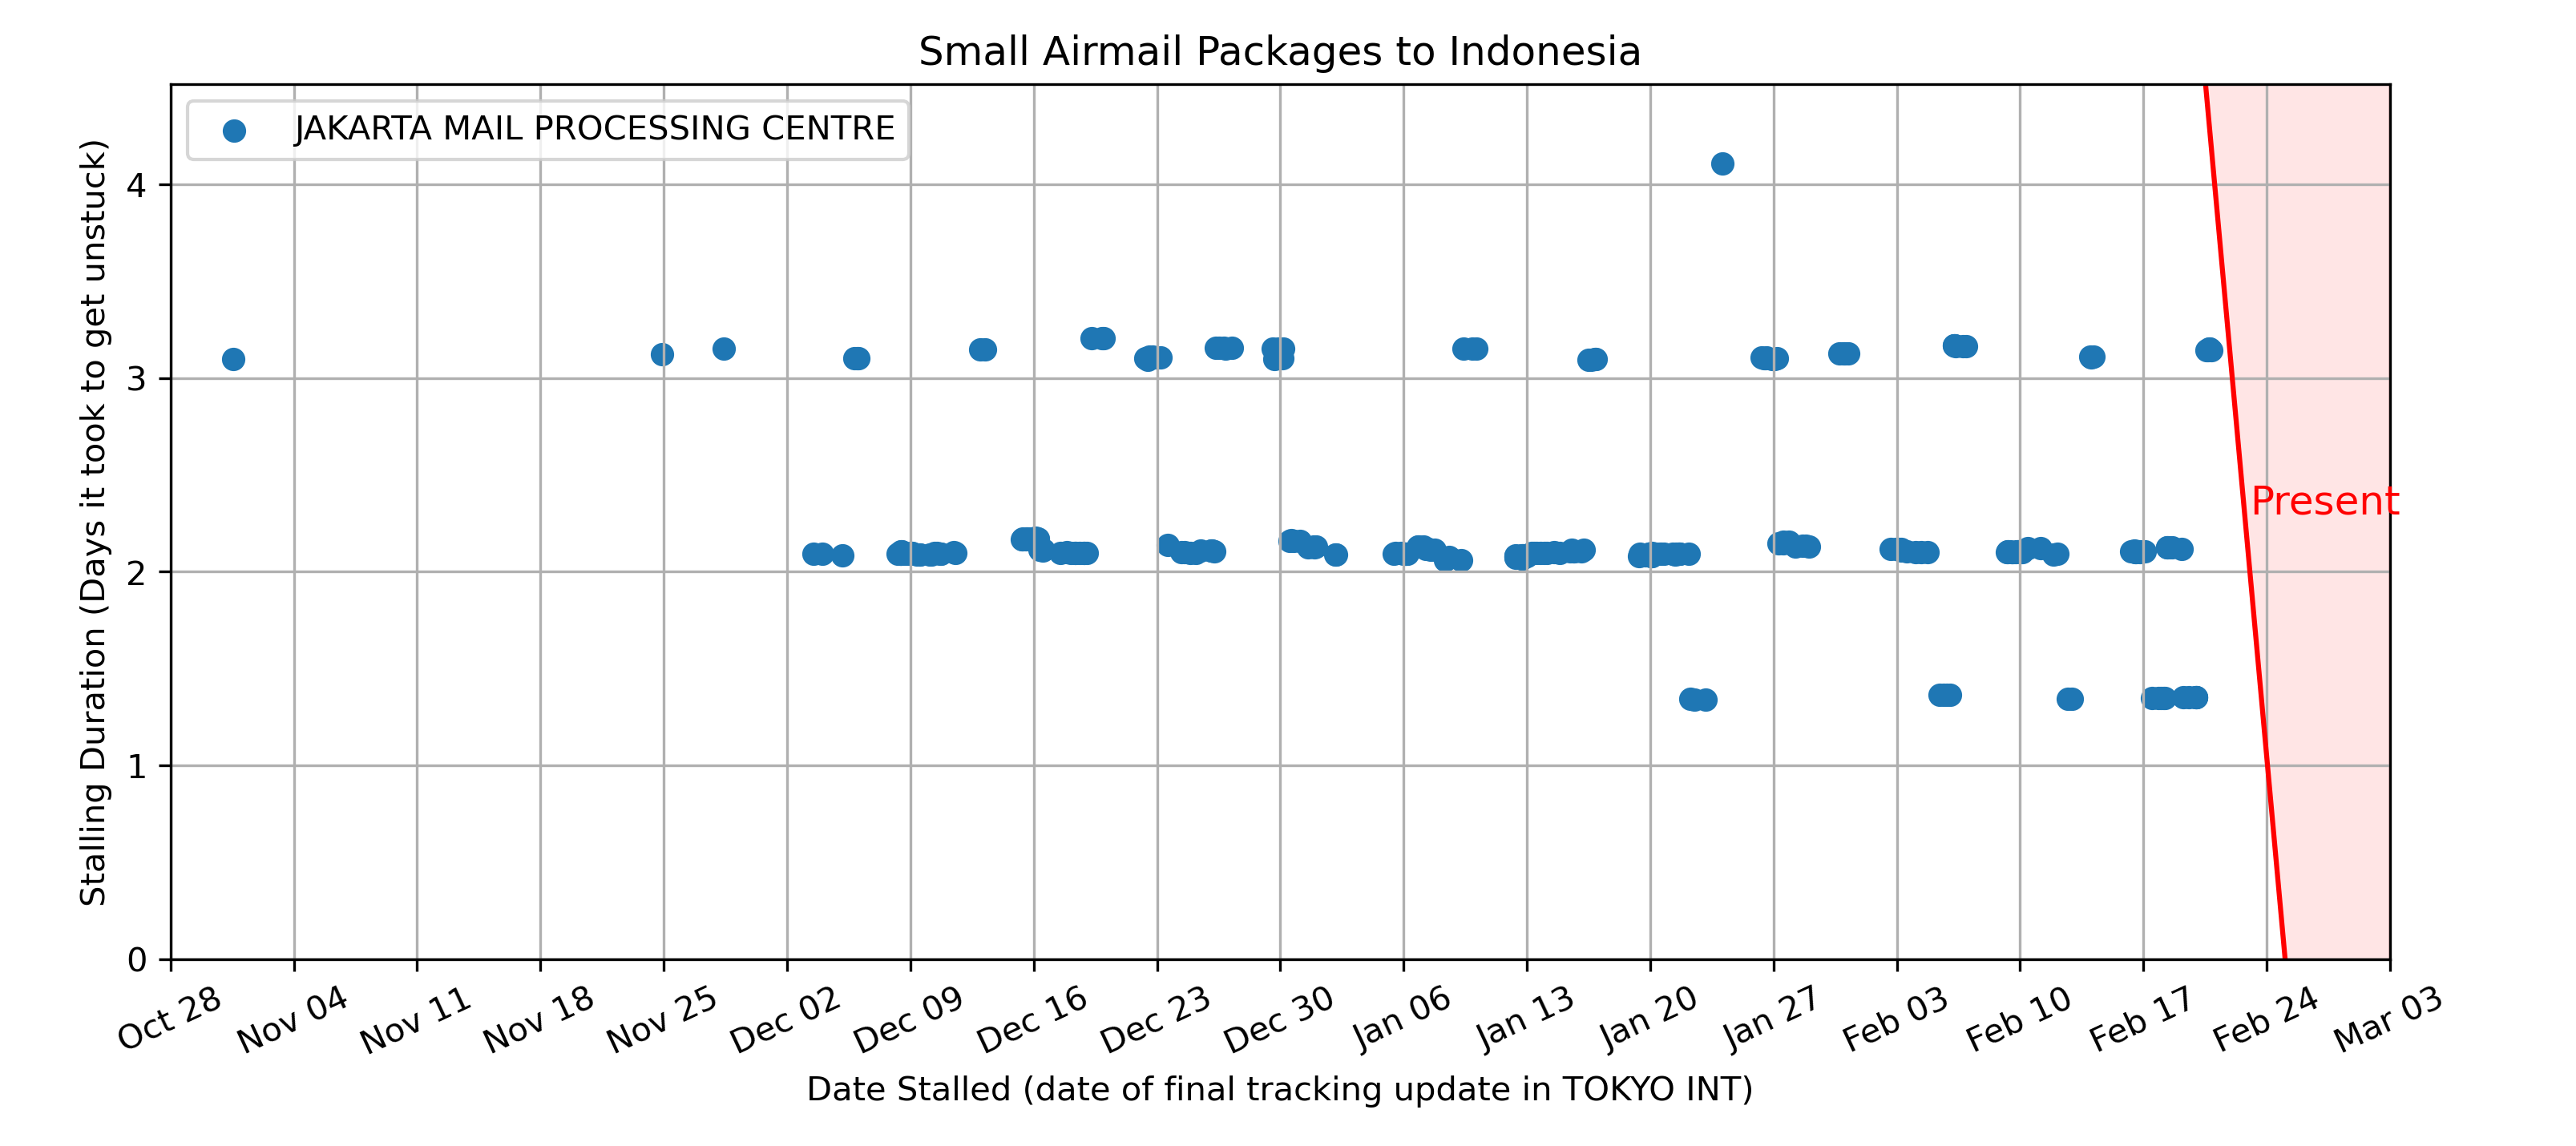 Small Airmail Packages to Indonesia
JAKARTA MAIL PROCESSING CENTRE
Stalling Duration (Days it took to get unstuck)
4
3
2
1
0
Present
Oct 28
Nov 04
Nov 11
Nov 18
Nov 25
Dec 02
Dec 09
Dec 16
Dec 23
Dec 30
Jan 06
Jan 13
Jan 20
Jan 27
Feb 03
Feb 10
Feb 17
Feb 24
Mar 03
Date Stalled (date of final tracking update in TOKYO INT)